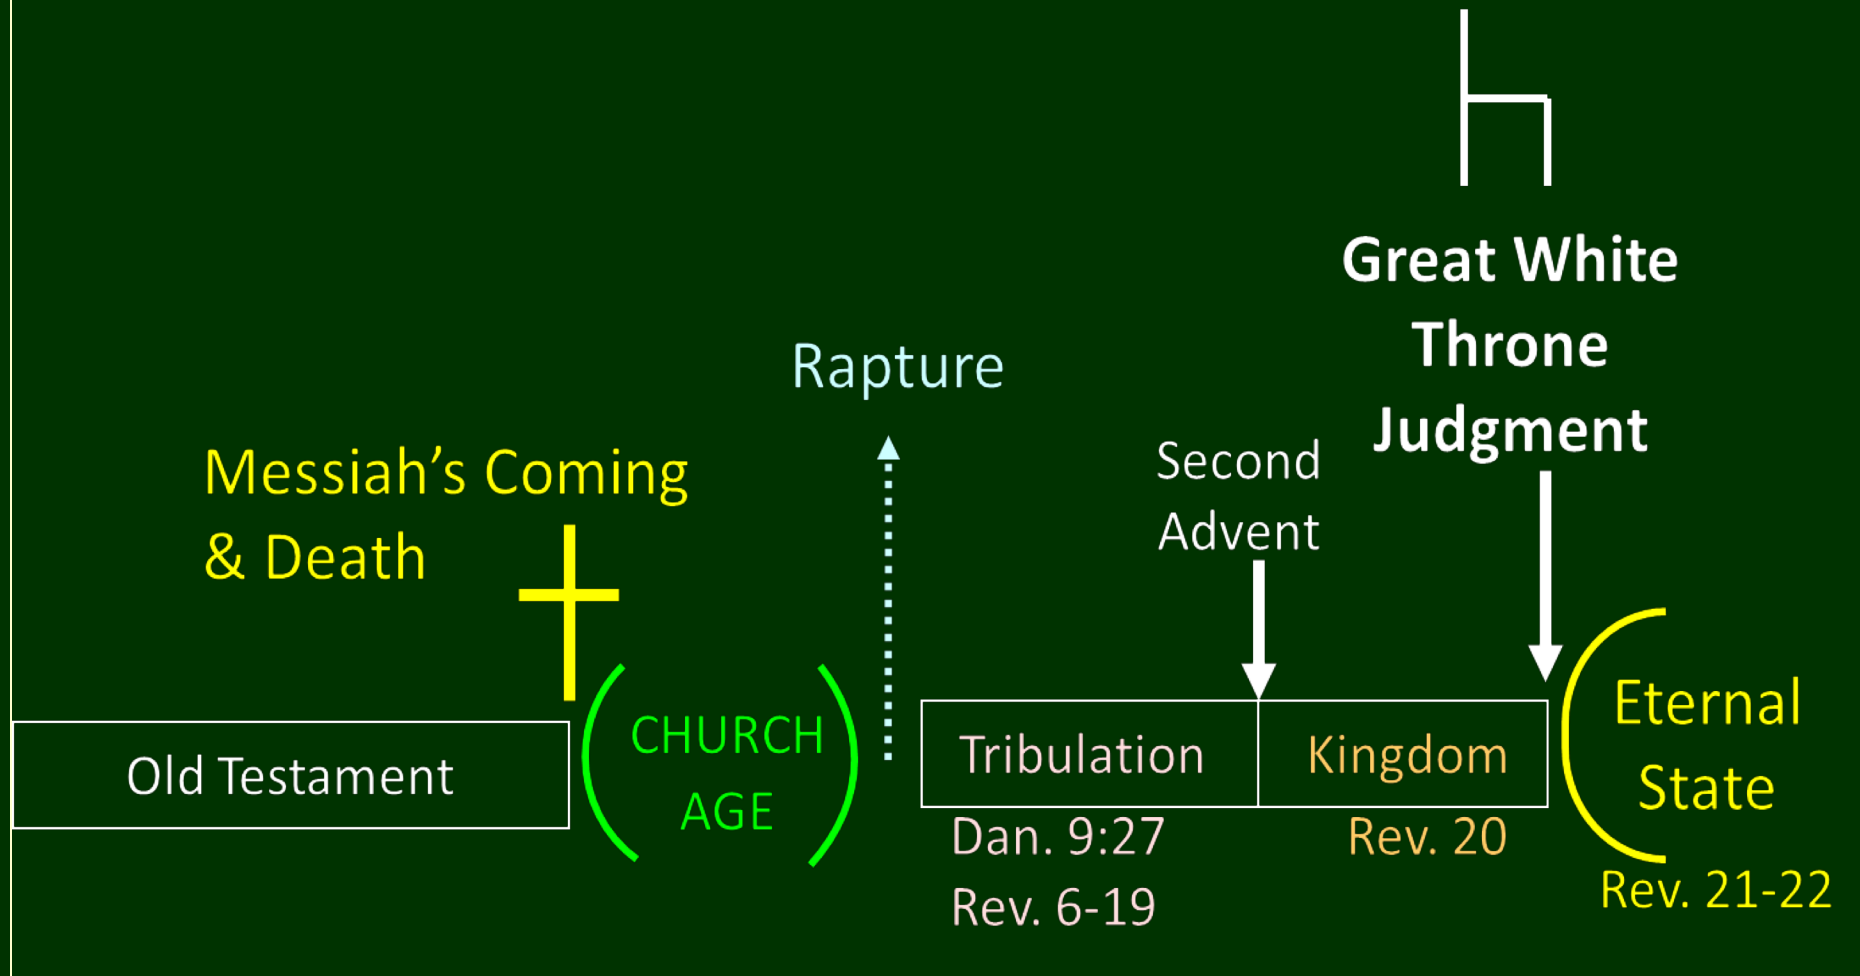 Great White
Throne
Judgment
Rapture
Second
Advent
Messiah’s Coming
& Death
Old Testament
CHURCH
AGE
Tribulation
Kingdom
Eternal
State
Dan. 9:27
Rev. 6-19
Rev. 20
Rev. 21-22